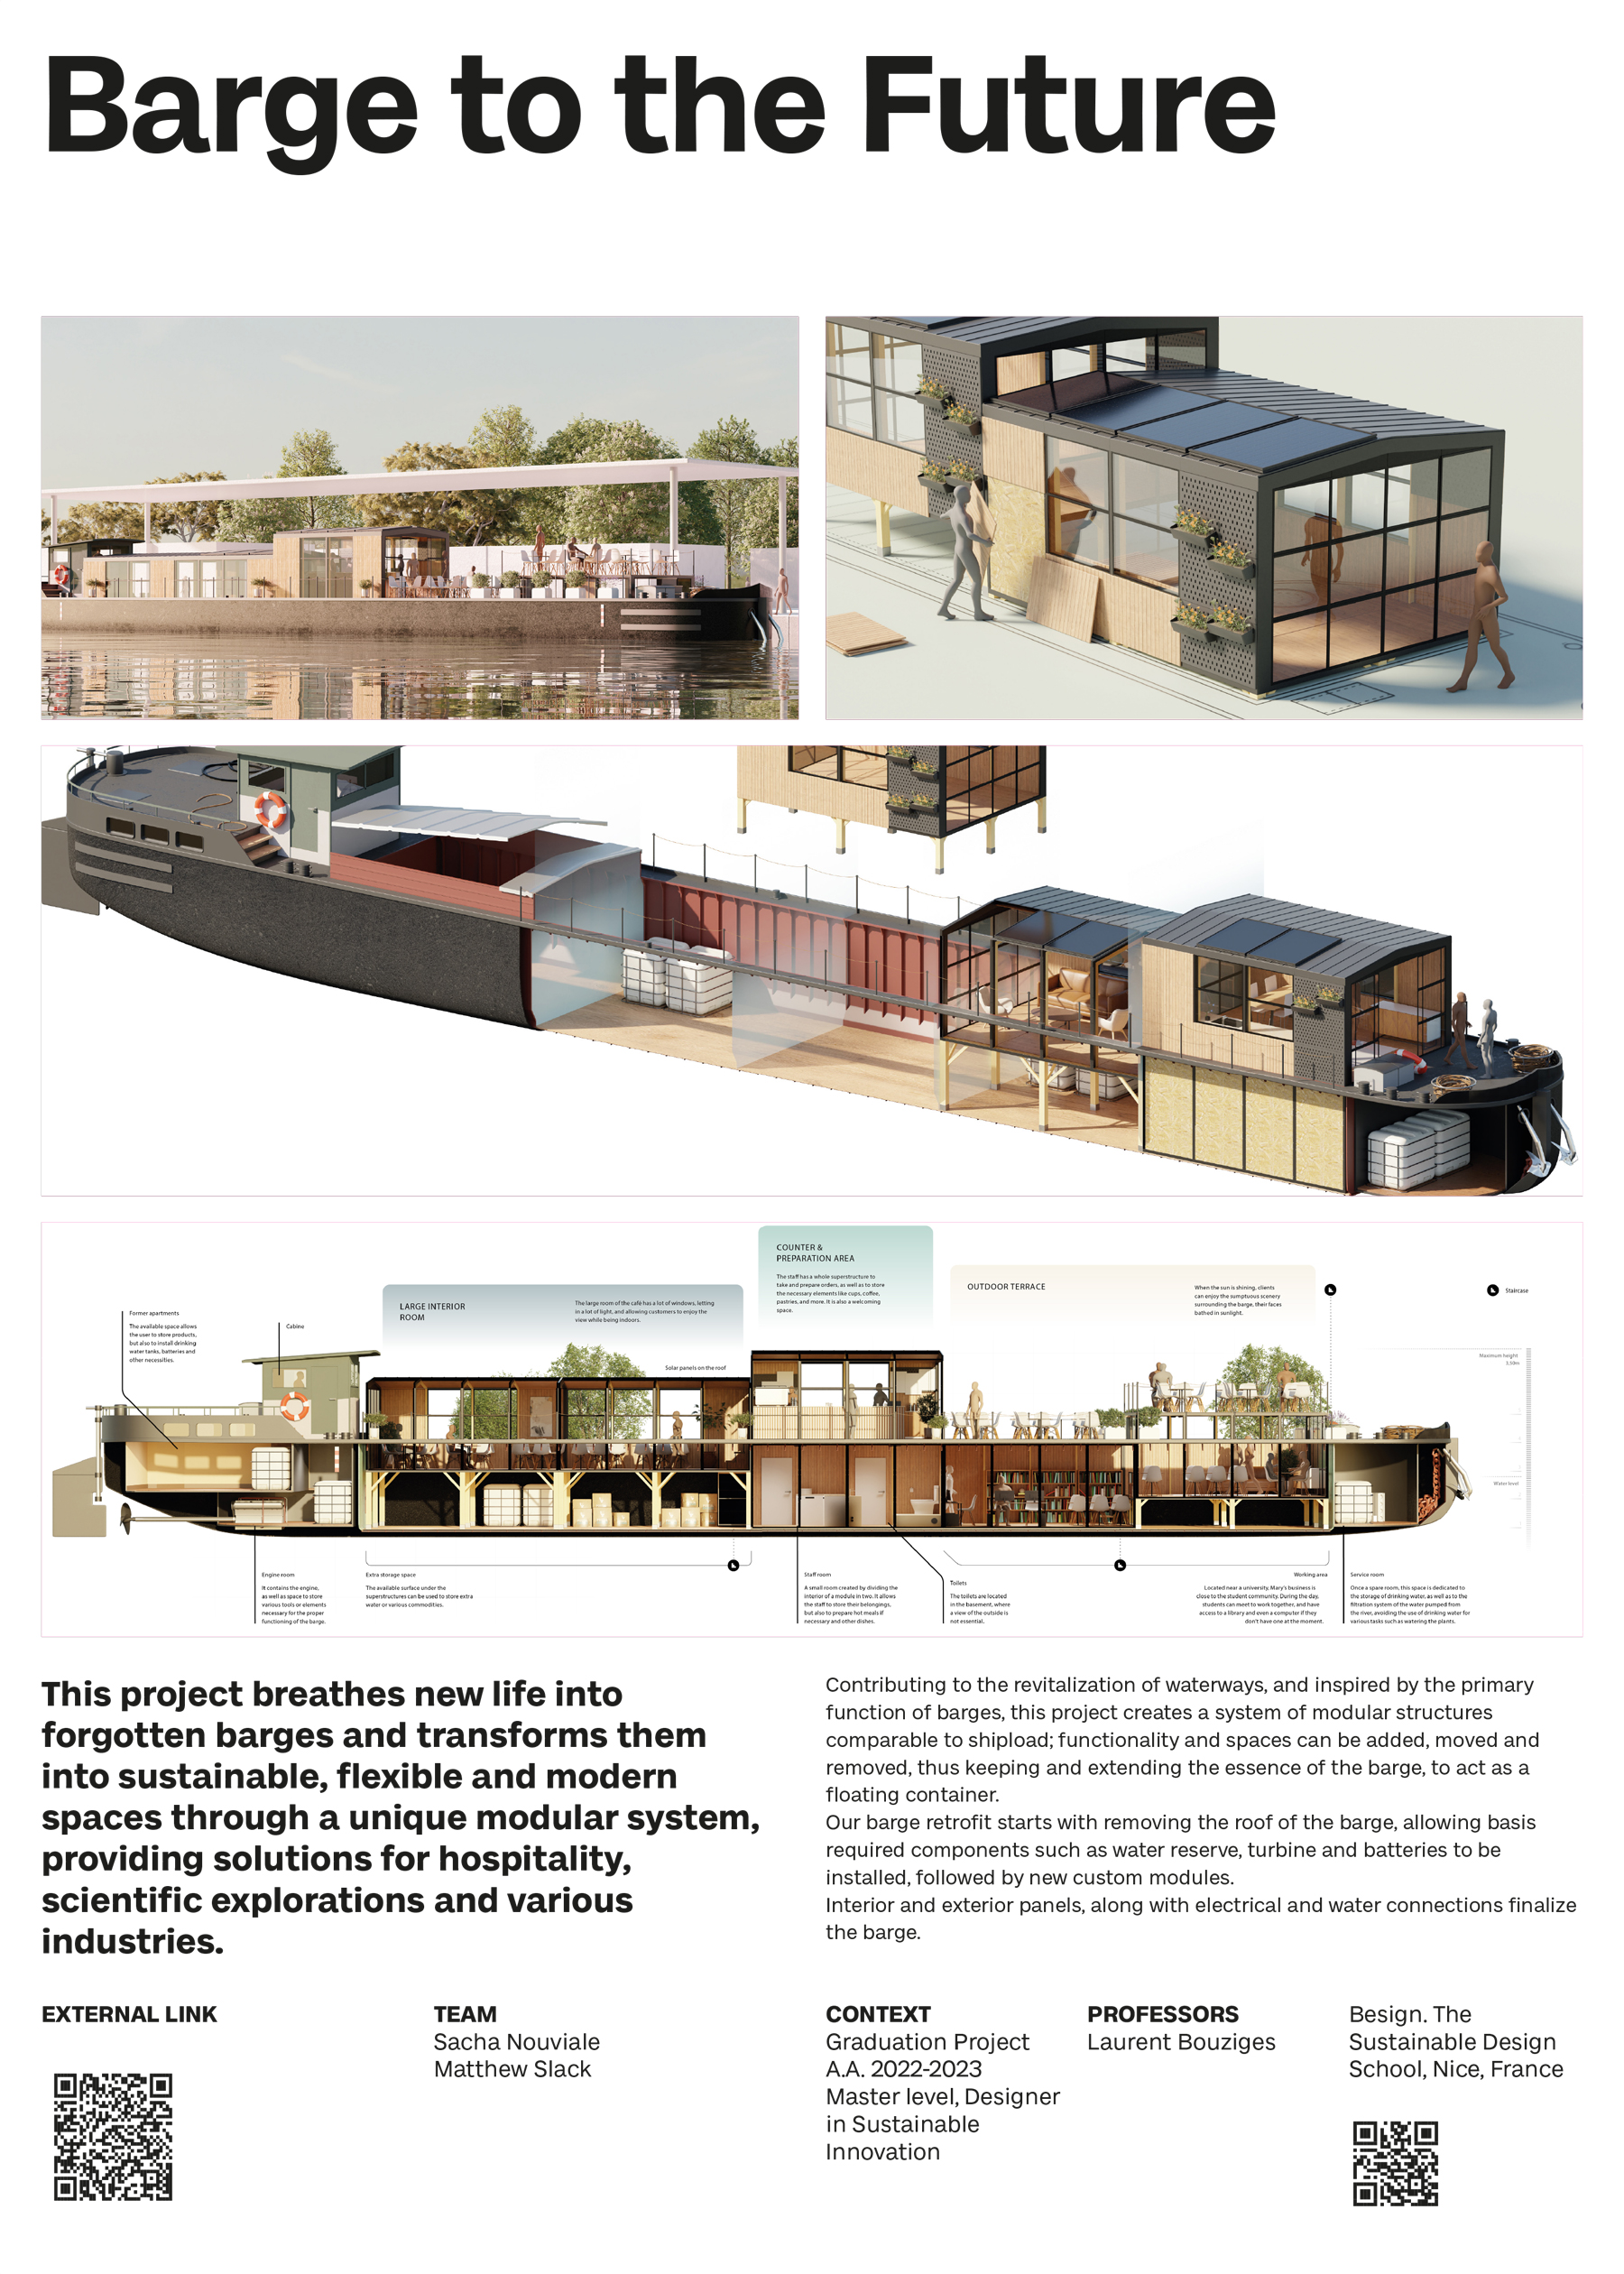 Barge to the Future
Former apartments
The available space allows
the user to store products,
but also to install drinking
water tanks, batteries and
other necessities.
Cabine
LARGE INTERIOR
ROOM
The large room of the café has a lot of windows, letting
in a lot of light, and allowing customers to enjoy the
view while being indoors.
Solar panels on the roof
COUNTER &
PREPARATION AREA
The staff has a whole superstructure to
take and prepare orders, as well as to store
the necessary elements like cups, coffee,
pastries, and more. It is also a welcoming
space.
OUTDOOR TERRACE
When the sun is shining, clients
can enjoy the sumptuous scenery
surrounding the barge, their faces
bathed in sunlight.
Staircase
Maximum height
Water level
Engine room
It contains the engine,
as well as space to store
various tools or elements
necessary for the proper
functioning of the barge.
Extra storage space
The available surface under the
superstructures can be used to store extra
water or various commodities.
Staff room
A small room created by dividing the
interior of a module in two. It allows
the staff to store their belongings,
but also to prepare hot meals if
necessary and other dishes.
Toilets
The toilets are located
in the basement, where
a view of the outside is
not essential.
Working area
Located near a university, Mary's business is
close to the student community. During the day,
students can meet to work together, and have
access to a library and even a computer if they
don't have one at the moment.
Service room
Once a spare room, this space is dedicated to
the storage of drinking water, as well as to the
filtration system of the water pumped from
the river, avoiding the use of drinking water for
various tasks such as watering the plants.
This project breathes new life into
forgotten barges and transforms them
into sustainable, flexible and modern
spaces through a unique modular system,
providing solutions for hospitality,
scientific explorations and various
industries.
Contributing to the revitalization of waterways, and inspired by the primary
function of barges, this project creates a system of modular structures
comparable to shipload; functionality and spaces can be added, moved and
removed, thus keeping and extending the essence of the barge, to act as a
floating container.
Our barge retrofit starts with removing the roof of the barge, allowing basis
required components such as water reserve, turbine and batteries to be
installed, followed by new custom modules.
Interior and exterior panels, along with electrical and water connections finalize
the barge.
EXTERNAL LINK
TEAM
Sacha Nouviale
Matthew Slack
CONTEXT
Graduation Project
A.A. 2022-2023
Master level, Designer
in Sustainable
Innovation
PROFESSORS
Laurent Bouziges
Besign. The
Sustainable Design
School, Nice, France